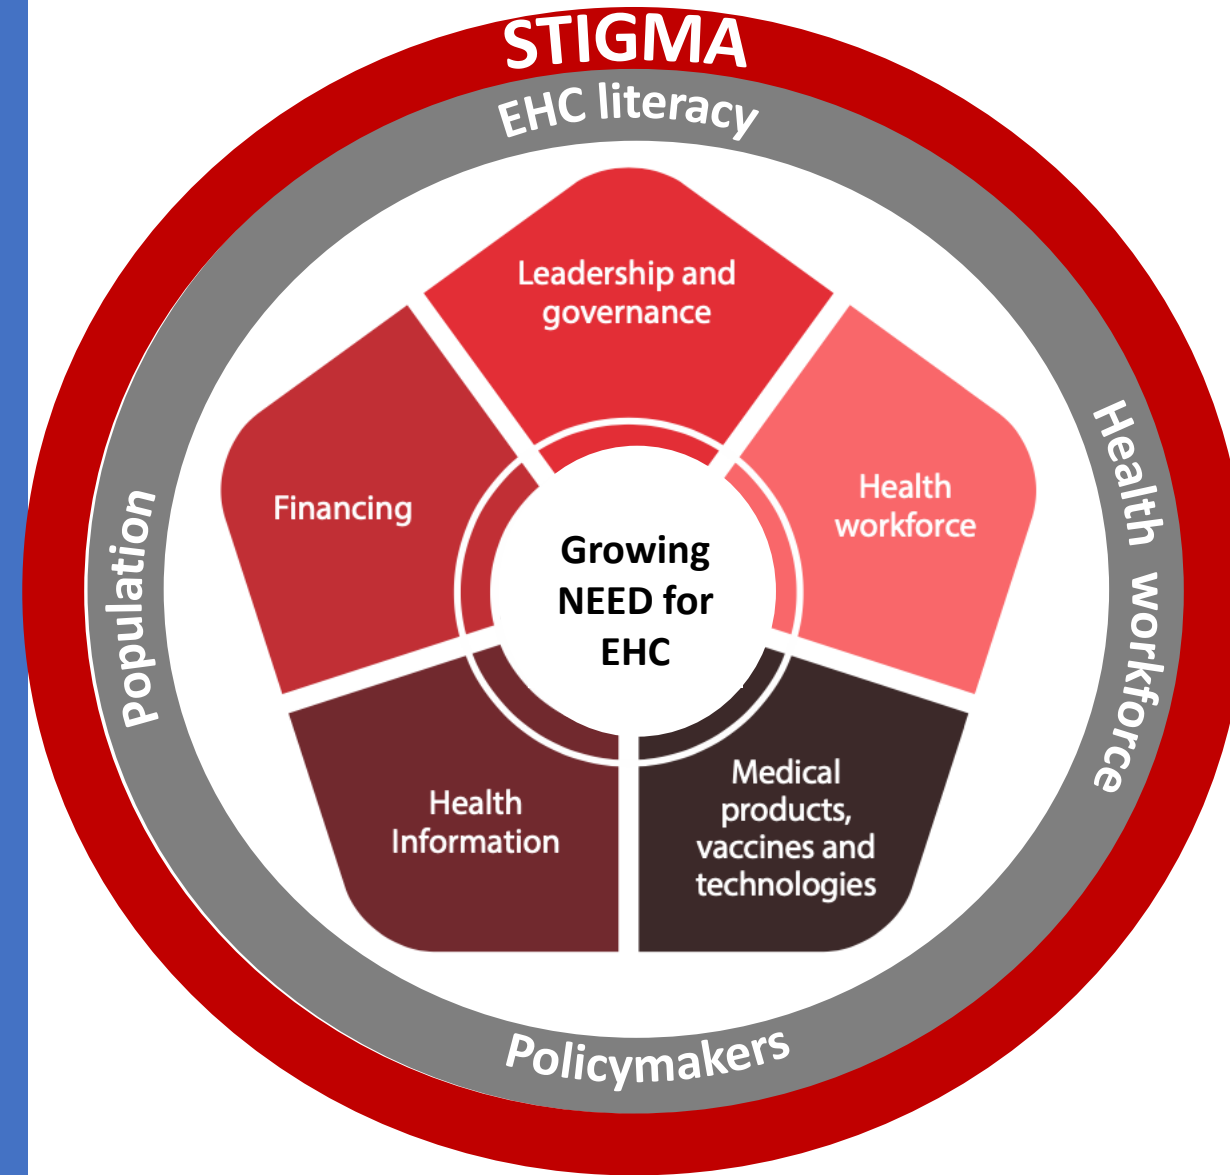 STIGMA
EHC literacy
Leadership and
governance
Financing
Health
workforce
Growing
NEED for
EHC
Population
Health workforce
Health
Information
Medical
products,
vaccines and
technologies
Policymakers